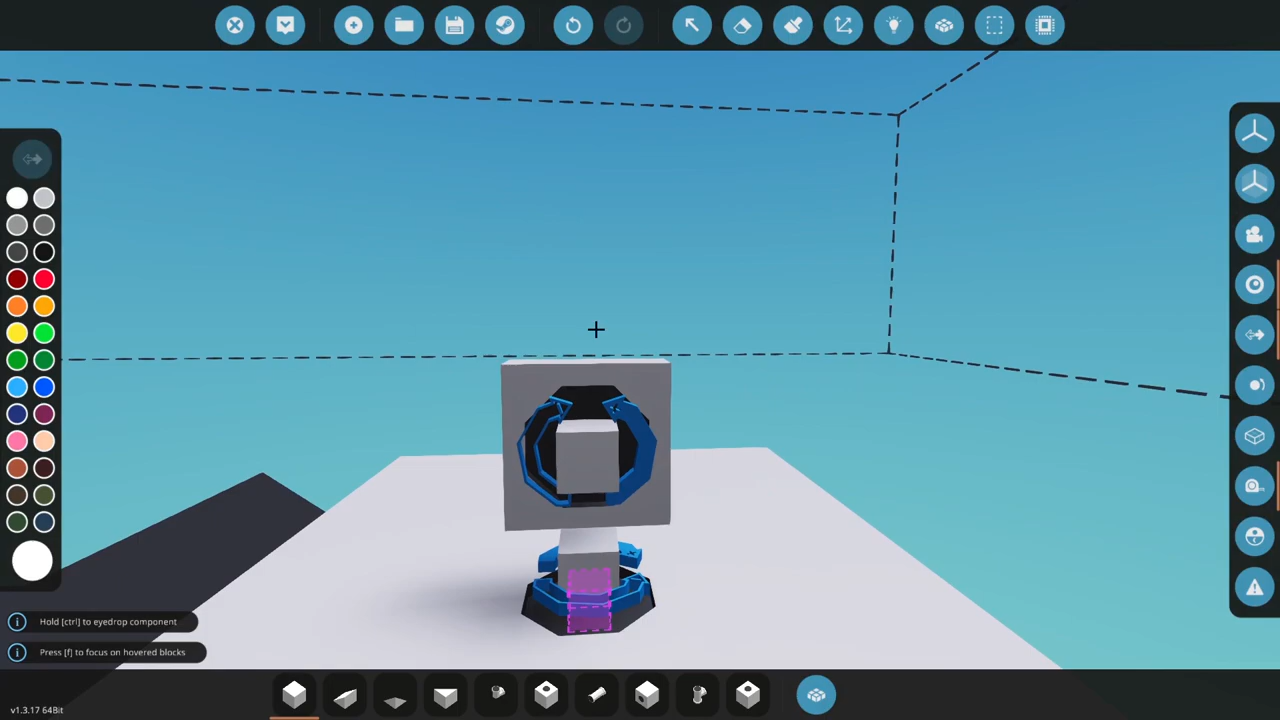 Hold [ctrl] to eyedrop component
Press [f] to focus on hovered blocks
v1.3.17 64Bit